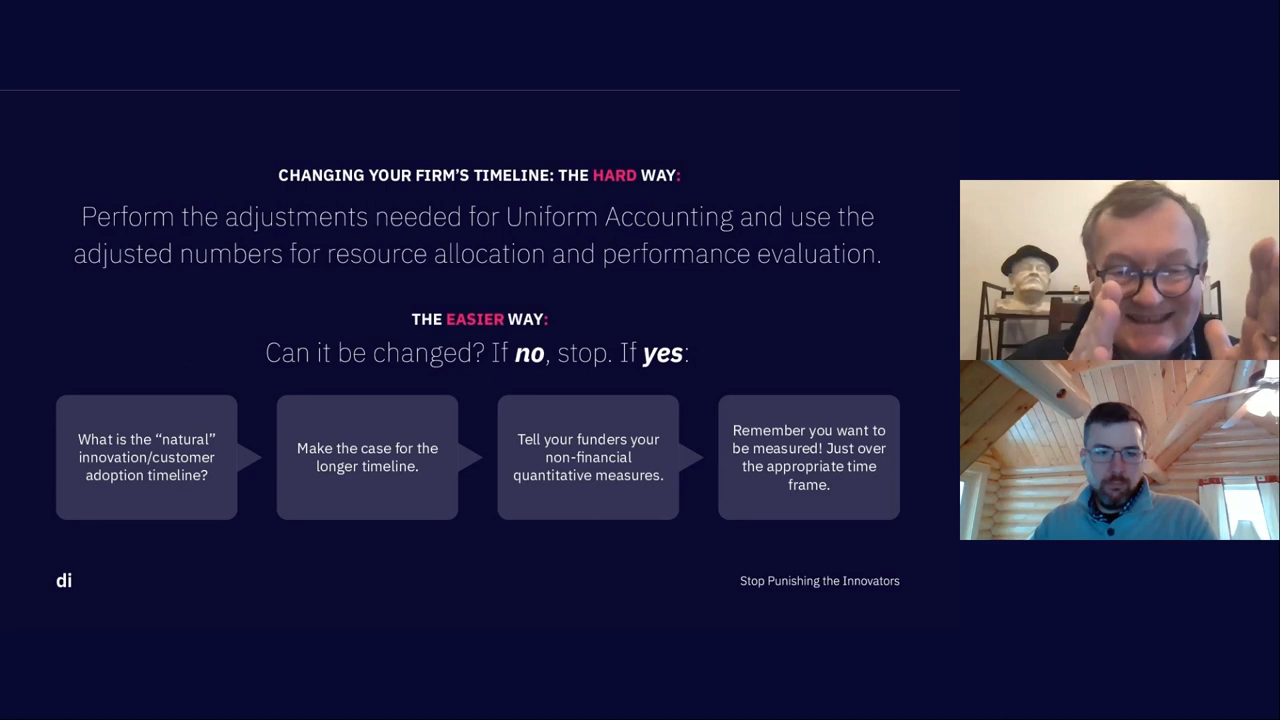 CHANGING YOUR FIRM’S TIMELINE: THE HARD WAY:
Perform the adjustments needed for Uniform Accounting and use the
adjusted numbers for resource allocation and performance evaluation.
THE EASIER WAY:
Can it be changed? If no, stop. If yes:
What is the “natural”
innovation/customer
adoption timeline?
Make the case for the
longer timeline.
Tell your funders your
non-financial
quantitative measures.
Remember you want to
be measured! Just over
the appropriate time
frame.
di
Stop Punishing the Innovators